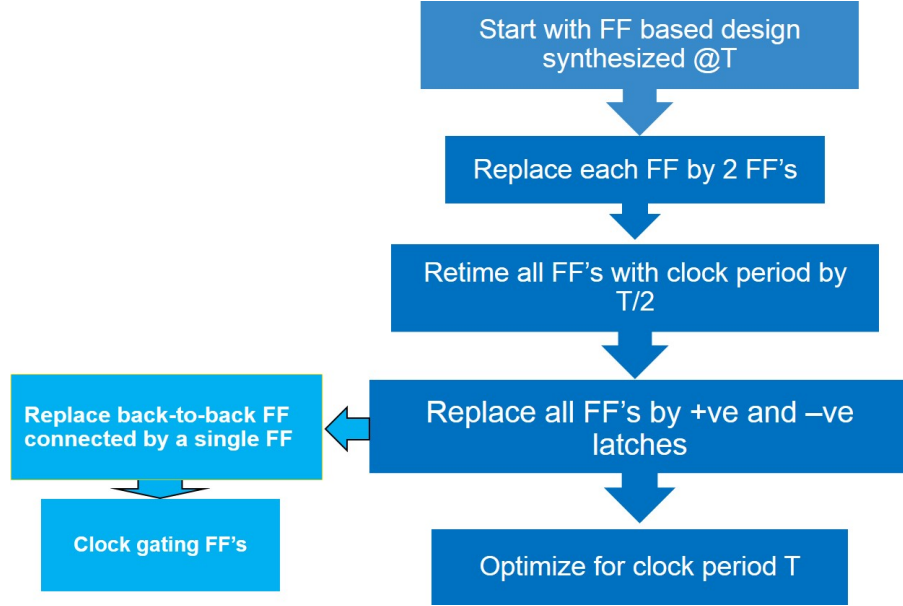 Start with FF based design
synthesized @T
Replace each FF by 2 FF’s
Retime all FF’s with clock period by
T/2
Replace all FF’s by +ve and –ve
latches
Replace back-to-back FF
connected by a single FF
Clock gating FF’s
Optimize for clock period T